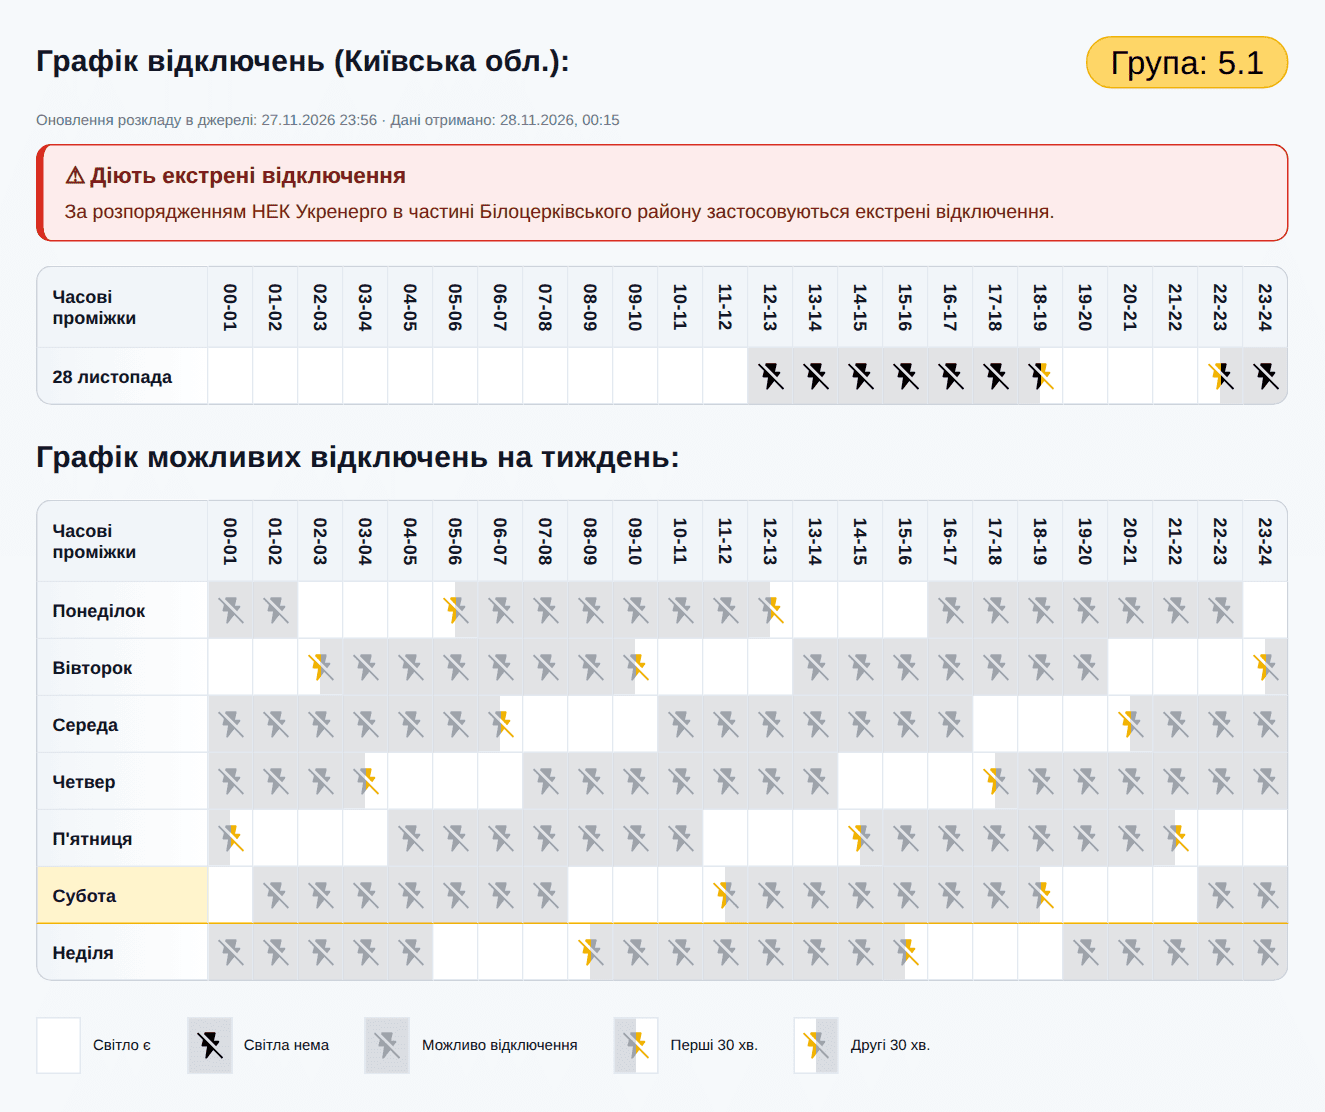 Графік відключень (Київська обл.):
Група: 5.1
Оновлення розкладу в джерелі: 27.11.2026 23:56 · Дані отримано: 28.11.2026, 00:15
⚠ Діють екстрені відключення
За розпорядженням НЕК Укренерго в частині Білоцерківського району застосовуються екстрені відключення.
Часові проміжки 00-01 01-02 02-03 03-04 04-05 05-06 06-07 07-08 08-09 09-10 10-11 11-12 12-13 13-14 14-15 15-16 16-17 17-18 18-19 19-20 20-21 21-22 22-23 23-24
28 листопада
Графік можливих відключень на тиждень:
Часові проміжки 00-01 01-02 02-03 03-04 04-05 05-06 06-07 07-08 08-09 09-10 10-11 11-12 12-13 13-14 14-15 15-16 16-17 17-18 18-19 19-20 20-21 21-22 22-23 23-24
Понеділок
Вівторок
Середа
Четвер
П'ятниця
Субота
Неділя
Світло є Світла нема Можливо відключення Перші 30 хв. Другі 30 хв.